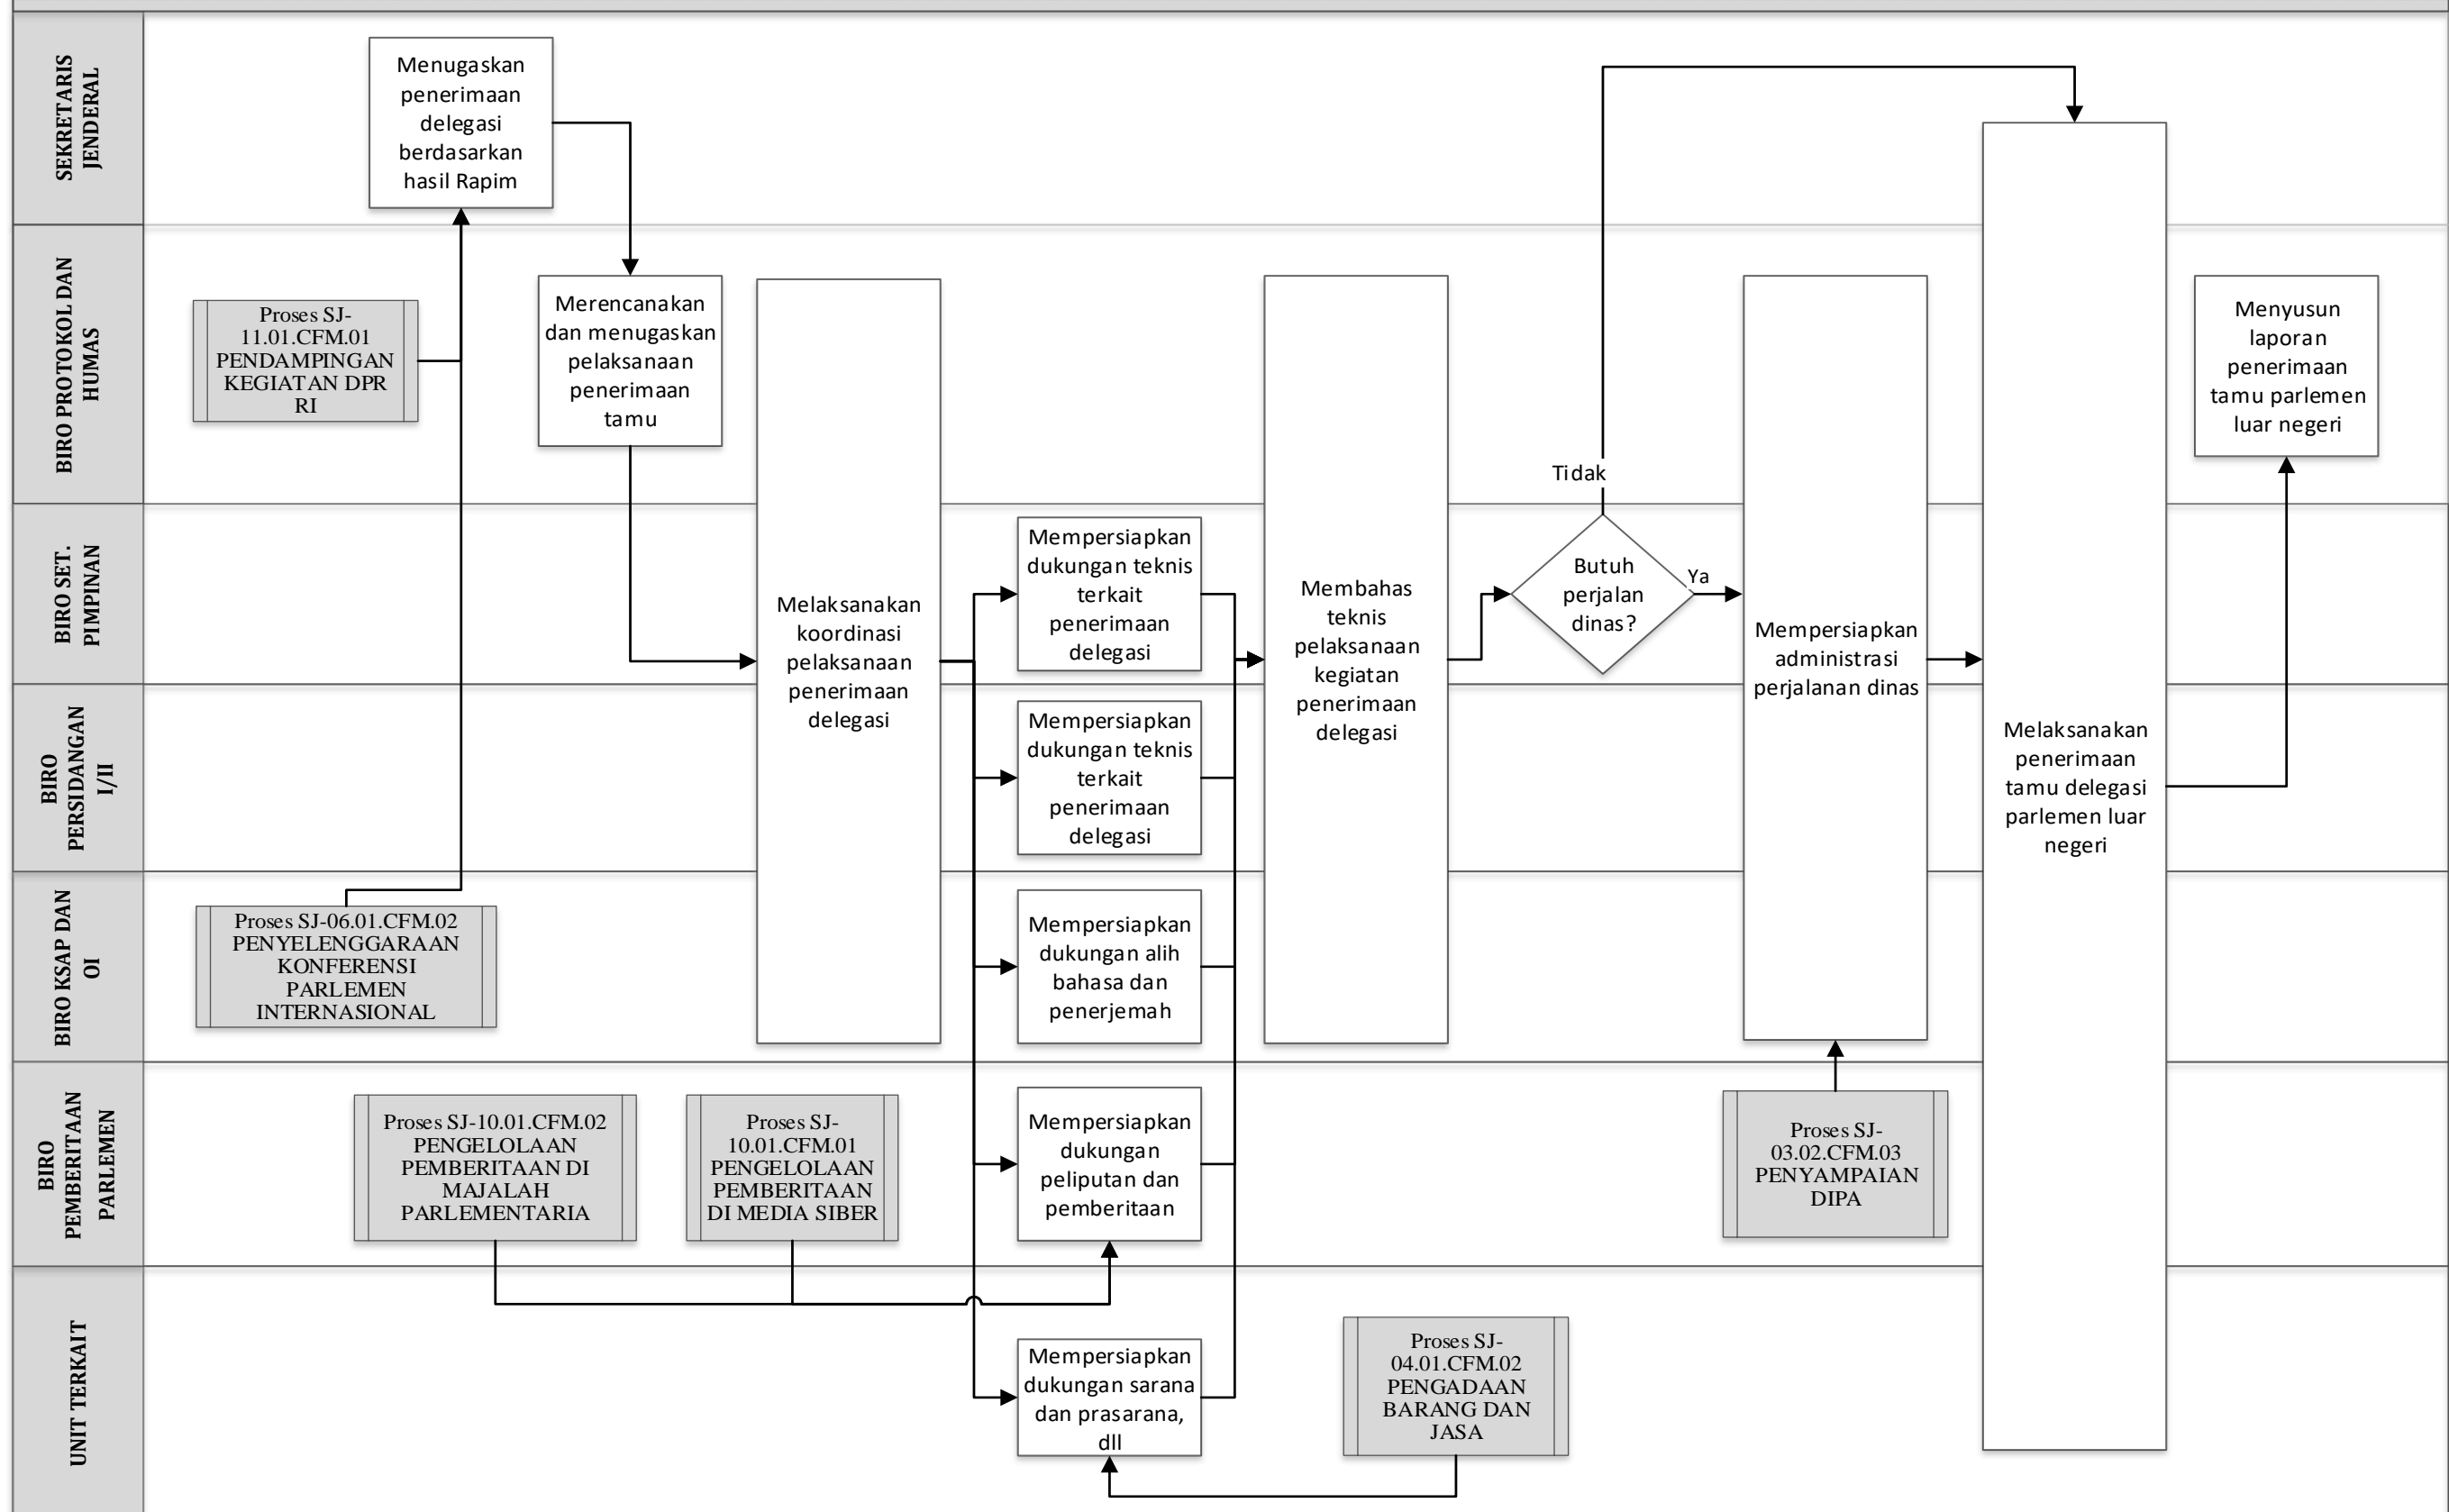 SEKRETARIS
JENDERAL
Menugaskan
penerimaan
delegasi
berdasarkan
hasil Rapim
BIRO PROTOKOL DAN
HUMAS
Proses SJ-
11.01.CFM.01
PENDAMPINGAN
KEGIATAN DPR
RI
Merencanakan
dan menugaskan
pelaksanaan
penerimaan
tamu
Melaksanakan
koordinasi
pelaksanaan
penerimaan
delegasi
Membahas
teknis
pelaksanaan
kegiatan
penerimaan
delegasi
Tidak
Mempersiapkan
administrasi
perjalanan dinas
Melaksanakan
penerimaan
tamu delegasi
parlemen luar
negeri
Menyusun
laporan
penerimaan
tamu parlemen
luar negeri
BIRO SET.
PIMPINAN
Mempersiapkan
dukungan teknis
terkait
penerimaan
delegasi
Butuh
perjalan
dinas?
Ya
BIRO
PERSIDANGAN
I/II
Mempersiapkan
dukungan teknis
terkait
penerimaan
delegasi
BIRO KSAP DAN
OI
Proses SJ-06.01.CFM.02
PENYELENGGARAAN
KONFERENSI
PARLEMEN
INTERNASIONAL
Mempersiapkan
dukungan alih
bahasa dan
penerjemah
BIRO
PEMBERITAAN
PARLEMEN
Proses SJ-10.01.CFM.02
PENGELOLAAN
PEMBERITAAN DI
MAJALAH
PARLEMENTARIA
Proses SJ-
10.01.CFM.01
PENGELOLAAN
PEMBERITAAN
DI MEDIA SIBER
Mempersiapkan
dukungan
peliputan dan
pemberitaan
Proses SJ-
03.02.CFM.03
PENYAMPAIAN
DIPA
UNIT TERKAIT
Mempersiapkan
dukungan sarana
dan prasarana,
dll
Proses SJ-
04.01.CFM.02
PENGADAAN
BARANG DAN
JASA